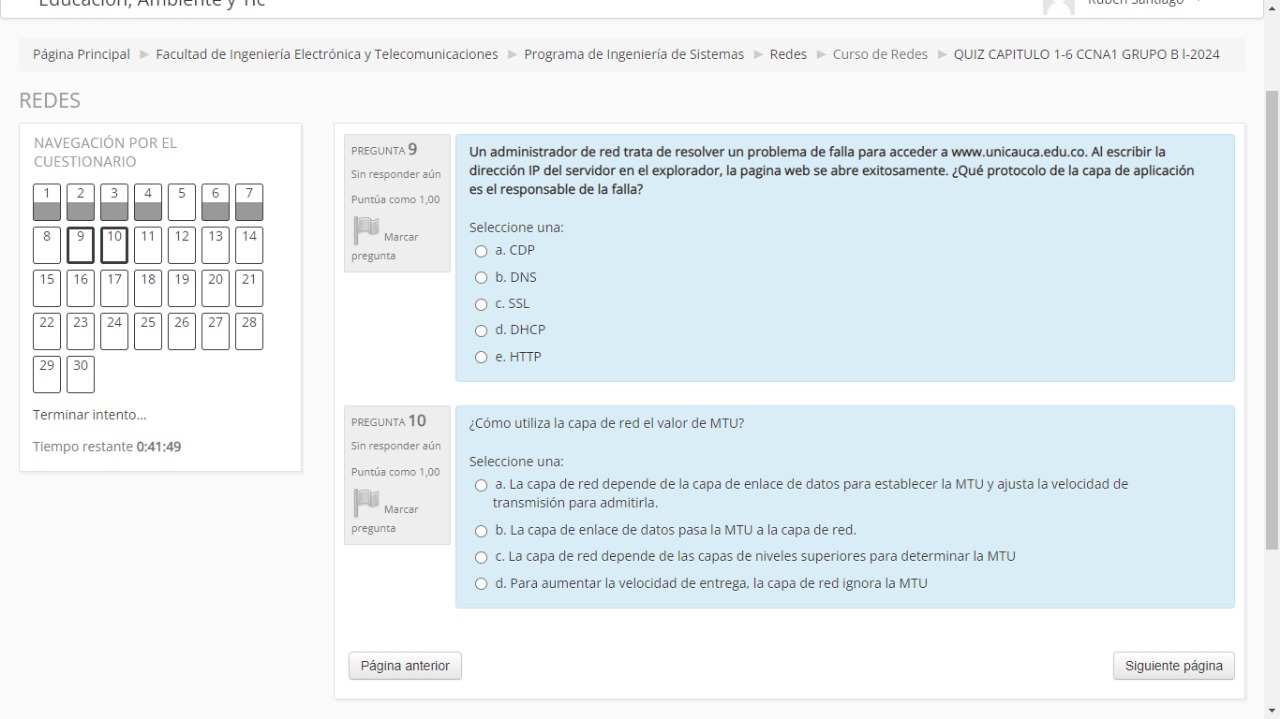 Educación, Ambiente y Tic
Rubén Santiago
Página Principal ▶ Facultad de Ingeniería Electrónica y Telecomunicaciones ▶ Programa de Ingeniería de Sistemas ▶ Redes ▶ Curso de Redes ▶ QUIZ CAPITULO 1-6 CCNA1 GRUPO B I-2024
REDES
NAVEGACIÓN POR EL
CUESTIONARIO
1 2 3 4 5 6 7
8 9 10 11 12 13 14
15 16 17 18 19 20 21
22 23 24 25 26 27 28
29 30
Terminar intento...
Tiempo restante 0:41:49
PREGUNTA 9
Sin responder aún
Puntúa como 1,00
Marcar
pregunta
Un administrador de red trata de resolver un problema de falla para acceder a www.unicauca.edu.co. Al escribir la
dirección IP del servidor en el explorador, la pagina web se abre exitosamente. ¿Qué protocolo de la capa de aplicación
es el responsable de la falla?
Seleccione una:
a. CDP
b. DNS
c. SSL
d. DHCP
e. HTTP
PREGUNTA 10
Sin responder aún
Puntúa como 1,00
Marcar
pregunta
¿Cómo utiliza la capa de red el valor de MTU?
Seleccione una:
a. La capa de red depende de la capa de enlace de datos para establecer la MTU y ajusta la velocidad de
transmisión para admitirla.
b. La capa de enlace de datos pasa la MTU a la capa de red.
c. La capa de red depende de las capas de niveles superiores para determinar la MTU
d. Para aumentar la velocidad de entrega, la capa de red ignora la MTU
Página anterior
Siguiente página